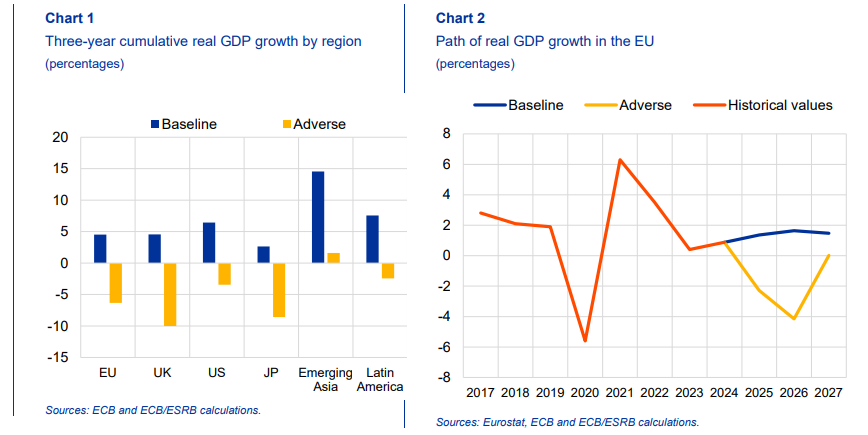 Chart 1
Three-year cumulative real GDP growth by region
(percentages)
Baseline Adverse
20
15
10
5
0
-5
-10
-15
EU UK US JP Emerging Asia Latin America
Sources: ECB and ECB/ESRB calculations.
Chart 2
Path of real GDP growth in the EU
(percentages)
Baseline Adverse Historical values
8
6
4
2
0
-2
-4
-6
-8
2017 2018 2019 2020 2021 2022 2023 2024 2025 2026 2027
Sources: Eurostat, ECB and ECB/ESRB calculations.